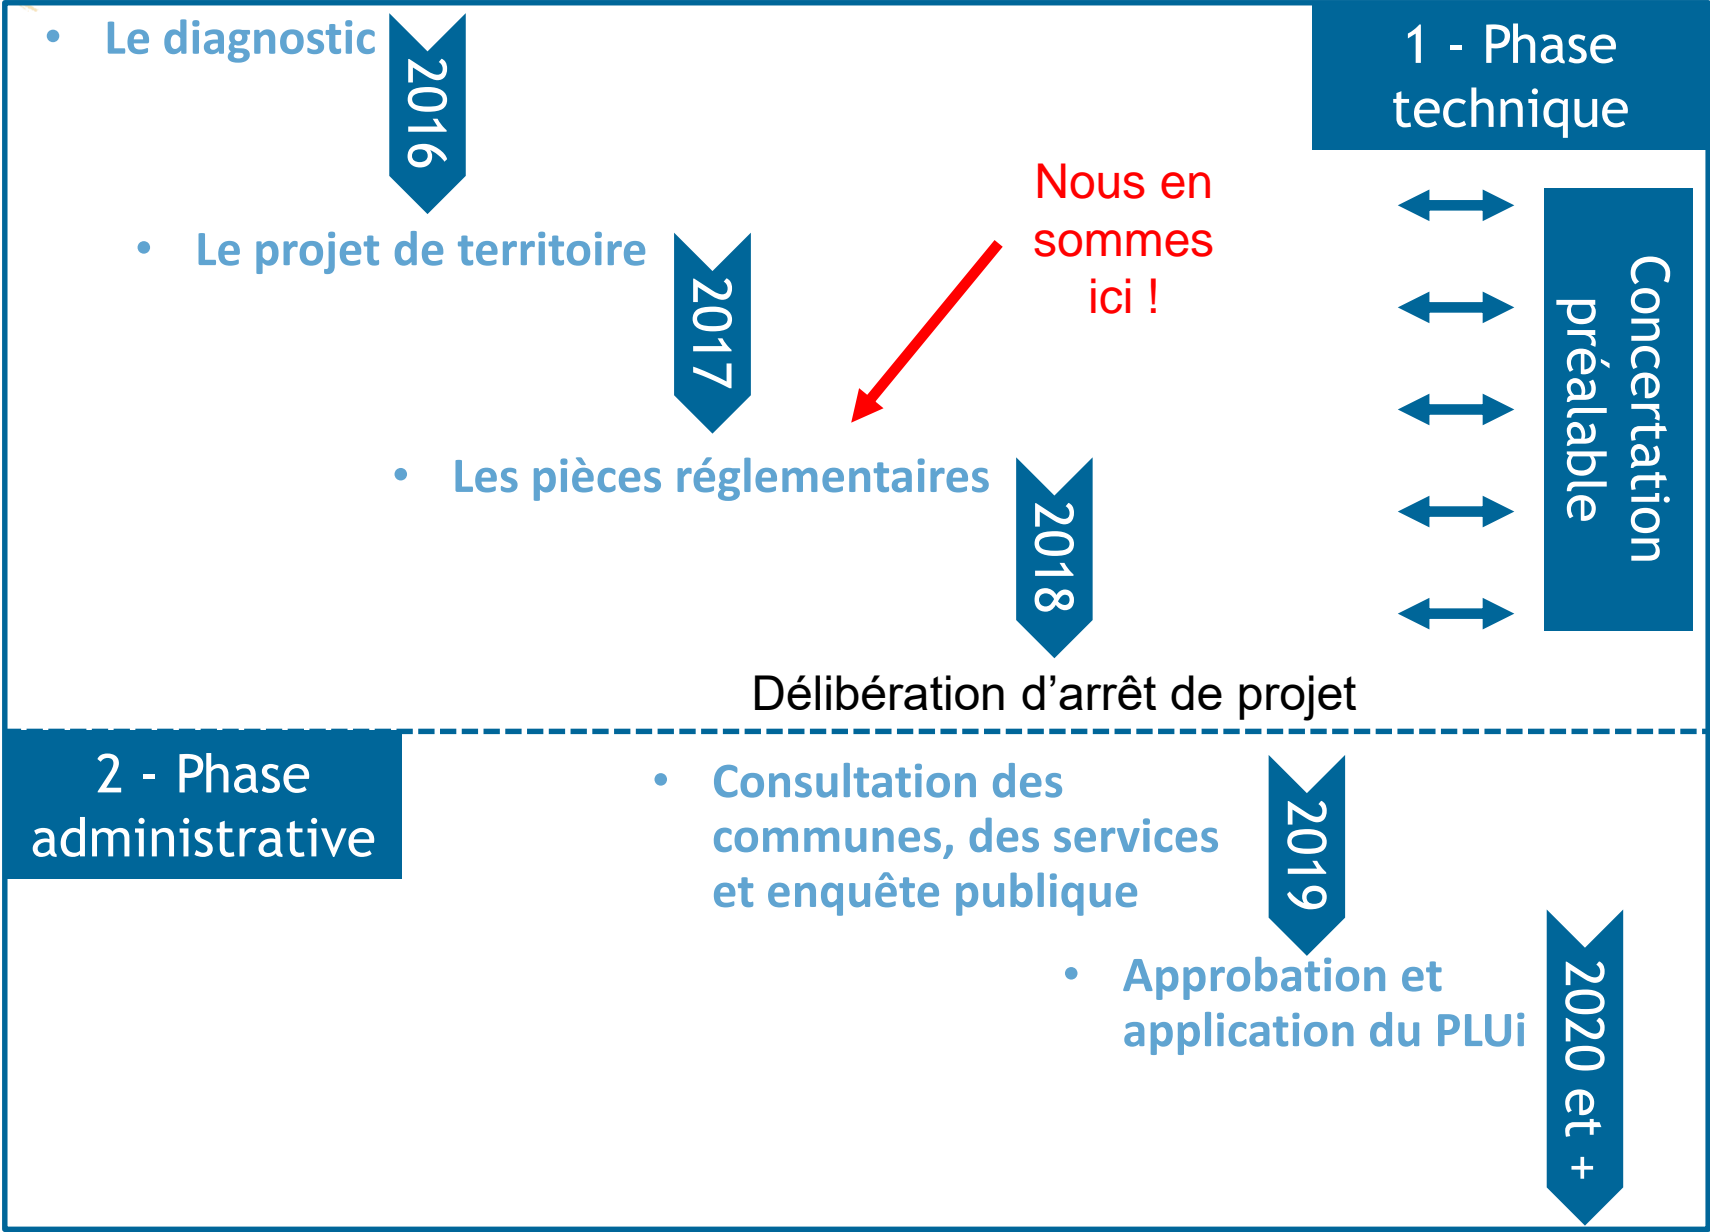 • Le diagnostic
2016
1 - Phase
technique
Nous en
sommes
ici !
• Le projet de territoire
2017
Concertation
préalable
• Les pièces réglementaires
2018
Délibération d’arrêt de projet
2 - Phase
administrative
• Consultation des
communes, des services
et enquête publique
2019
• Approbation et
application du PLUi
2020 et +